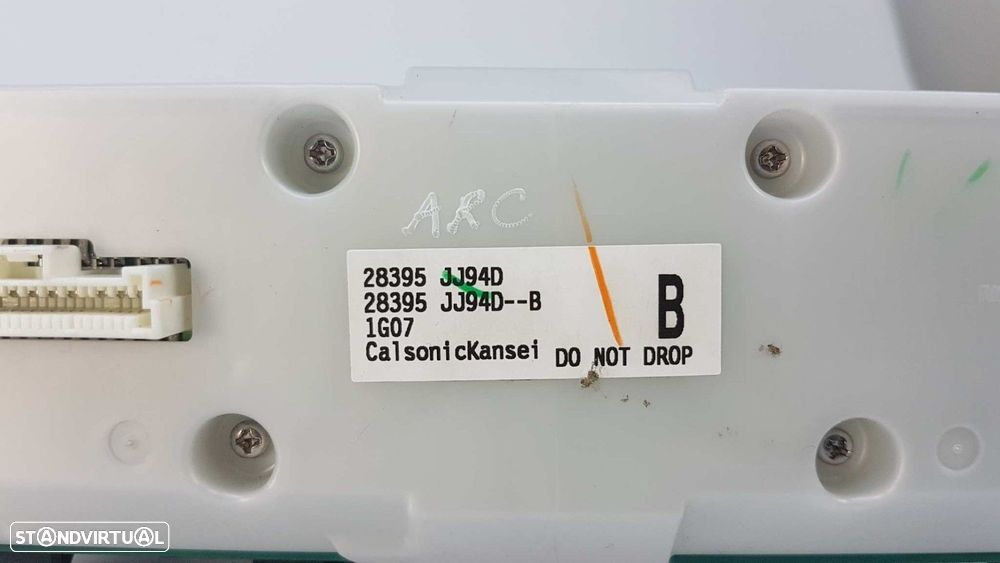 ARC
28395 JJ94D
28395 JJ94D--B
1G07
CalsonicKansei DO NOT DROP
B
STANDVIRTUAL